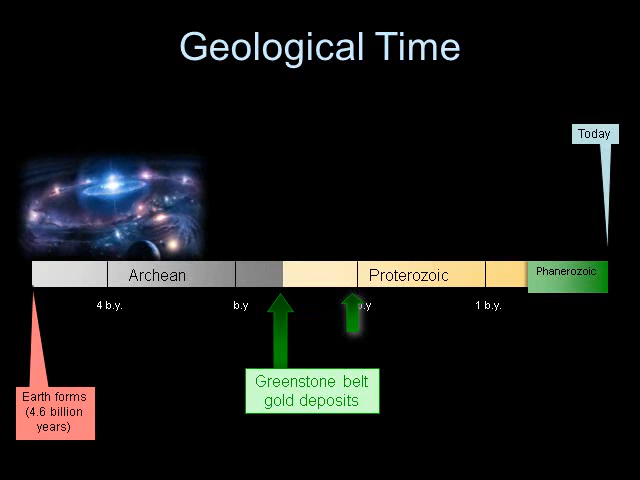 Geological Time
Today
Archean
Proterozoic
Phanerozoic
4 b.y.
b.y
.y
1 b.y.
Greenstone belt
gold deposits
Earth forms
(4.6 billion
years)